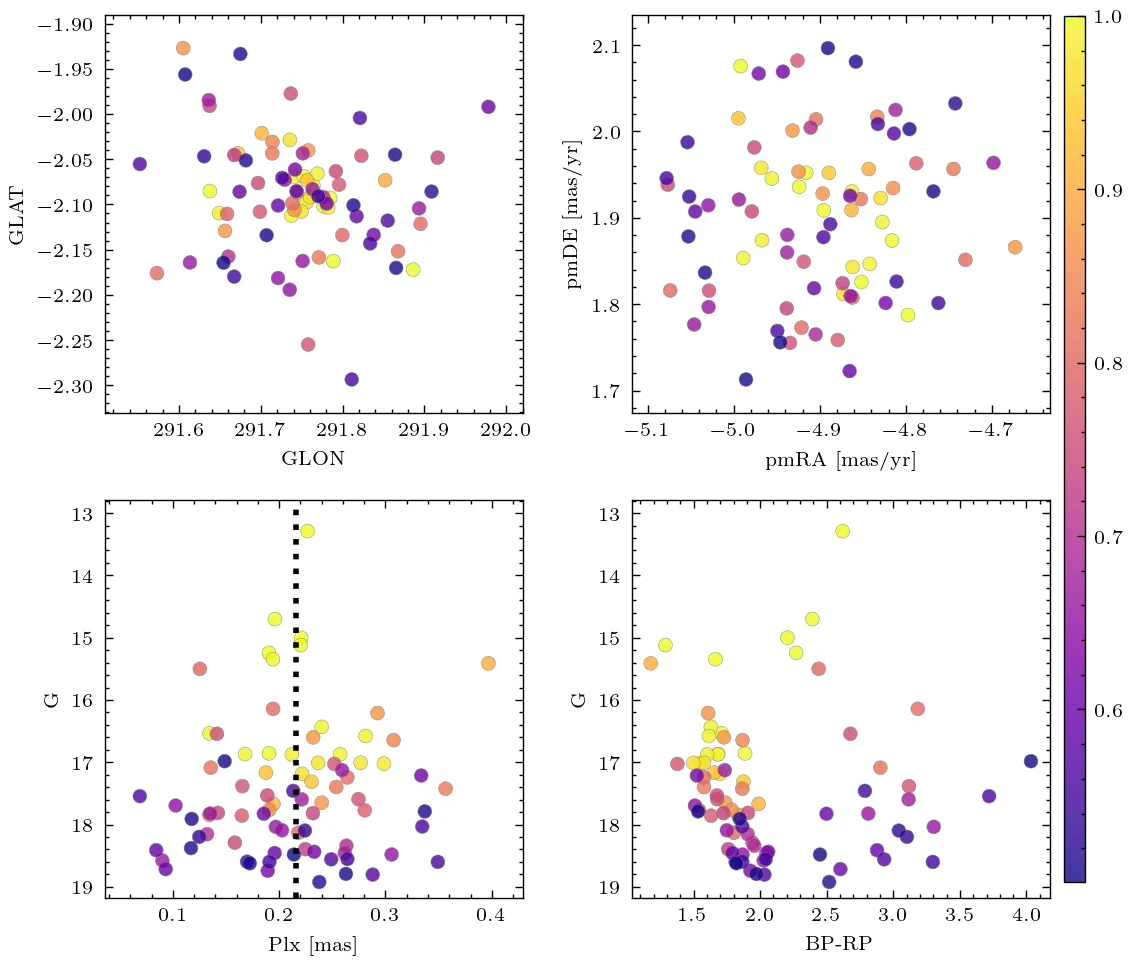 −1.90
−1.95
−2.00
−2.05
−2.10
−2.15
−2.20
−2.25
−2.30
GLAT
291.6 291.7 291.8 291.9 292.0
GLON
2.1
2.0
1.9
1.8
1.7
pmDE [mas/yr]
−5.1 −5.0 −4.9 −4.8 −4.7
pmRA [mas/yr]
1.0
0.9
0.8
0.7
0.6
13
14
15
16
17
18
19
G
0.1 0.2 0.3 0.4
Plx [mas]
13
14
15
16
17
18
19
G
1.5 2.0 2.5 3.0 3.5 4.0
BP-RP